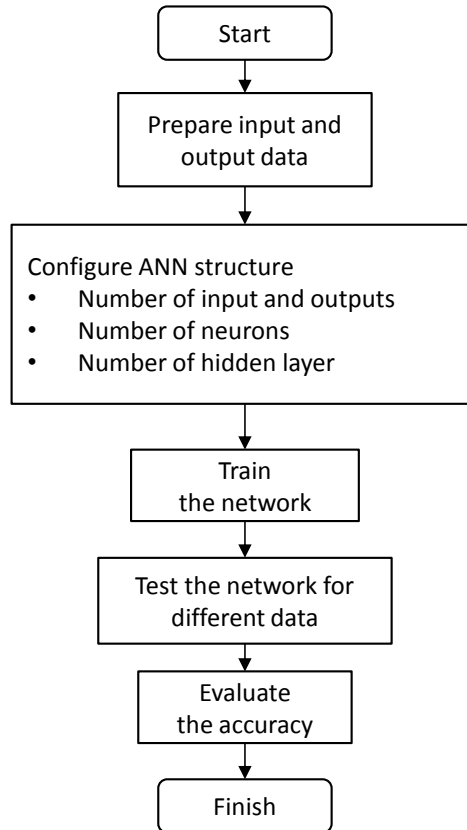 Start
Prepare input and
output data
Configure ANN structure
• Number of input and outputs
• Number of neurons
• Number of hidden layer
Train
the network
Test the network for
different data
Evaluate
the accuracy
Finish